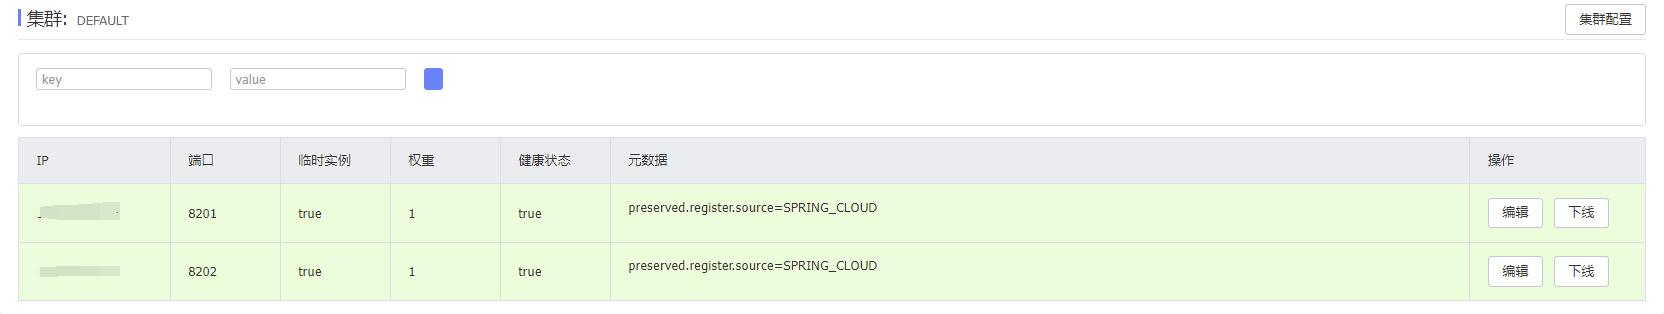 集群: DEFAULT 集群配置
key value
IP 端口 临时实例 权重 健康状态 元数据 操作
8201 true 1 true preserved.register.source=SPRING_CLOUD 编辑 下线
8202 true 1 true preserved.register.source=SPRING_CLOUD 编辑 下线